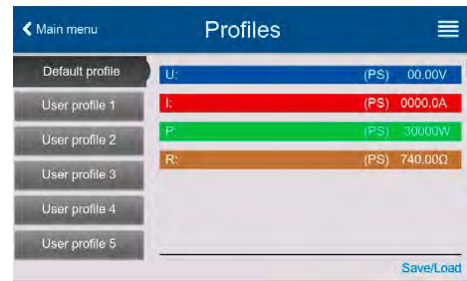 Main menu
Profiles
Default profile
User profile 1
User profile 2
User profile 3
User profile 4
User profile 5
U: (PS) 00.00V
I: (PS) 0000.0A
P: (PS) 30000W
R: (PS) 740.00Ω
Save/Load